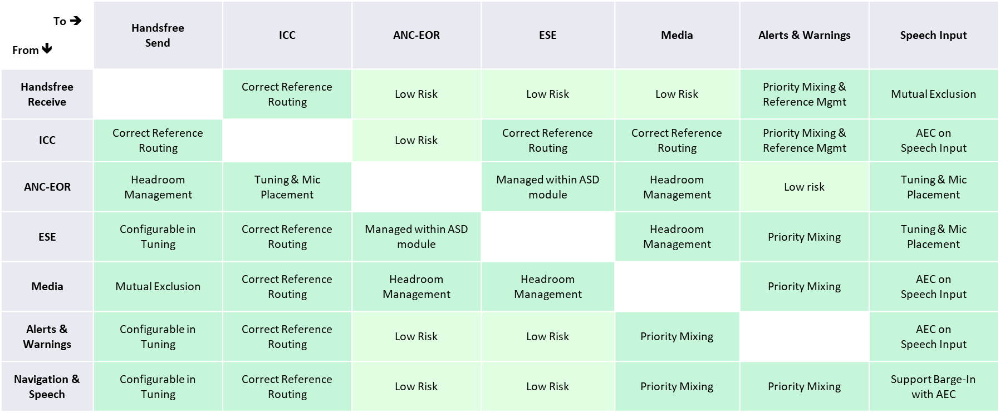 To →
From ↓
Handsfree
Send
ICC
ANC-EOR
ESE
Media
Alerts & Warnings
Speech Input
Handsfree
Receive
Correct Reference
Routing
Low Risk
Low Risk
Low Risk
Priority Mixing &
Reference Mgmt
Mutual Exclusion
ICC
Correct Reference
Routing
Low Risk
Correct Reference
Routing
Correct Reference
Routing
Priority Mixing &
Reference Mgmt
AEC on
Speech Input
ANC-EOR
Headroom
Management
Tuning & Mic
Placement
Managed within ASD
module
Headroom
Management
Low risk
Tuning & Mic
Placement
ESE
Configurable in
Tuning
Correct Reference
Routing
Managed within ASD
module
Headroom
Management
Priority Mixing
Tuning & Mic
Placement
Media
Mutual Exclusion
Correct Reference
Routing
Headroom
Management
Headroom
Management
Priority Mixing
AEC on
Speech Input
Alerts &
Warnings
Configurable in
Tuning
Correct Reference
Routing
Low Risk
Low Risk
Priority Mixing
AEC on
Speech Input
Navigation &
Speech
Configurable in
Tuning
Correct Reference
Routing
Low Risk
Low Risk
Priority Mixing
Priority Mixing
Support Barge-In
with AEC